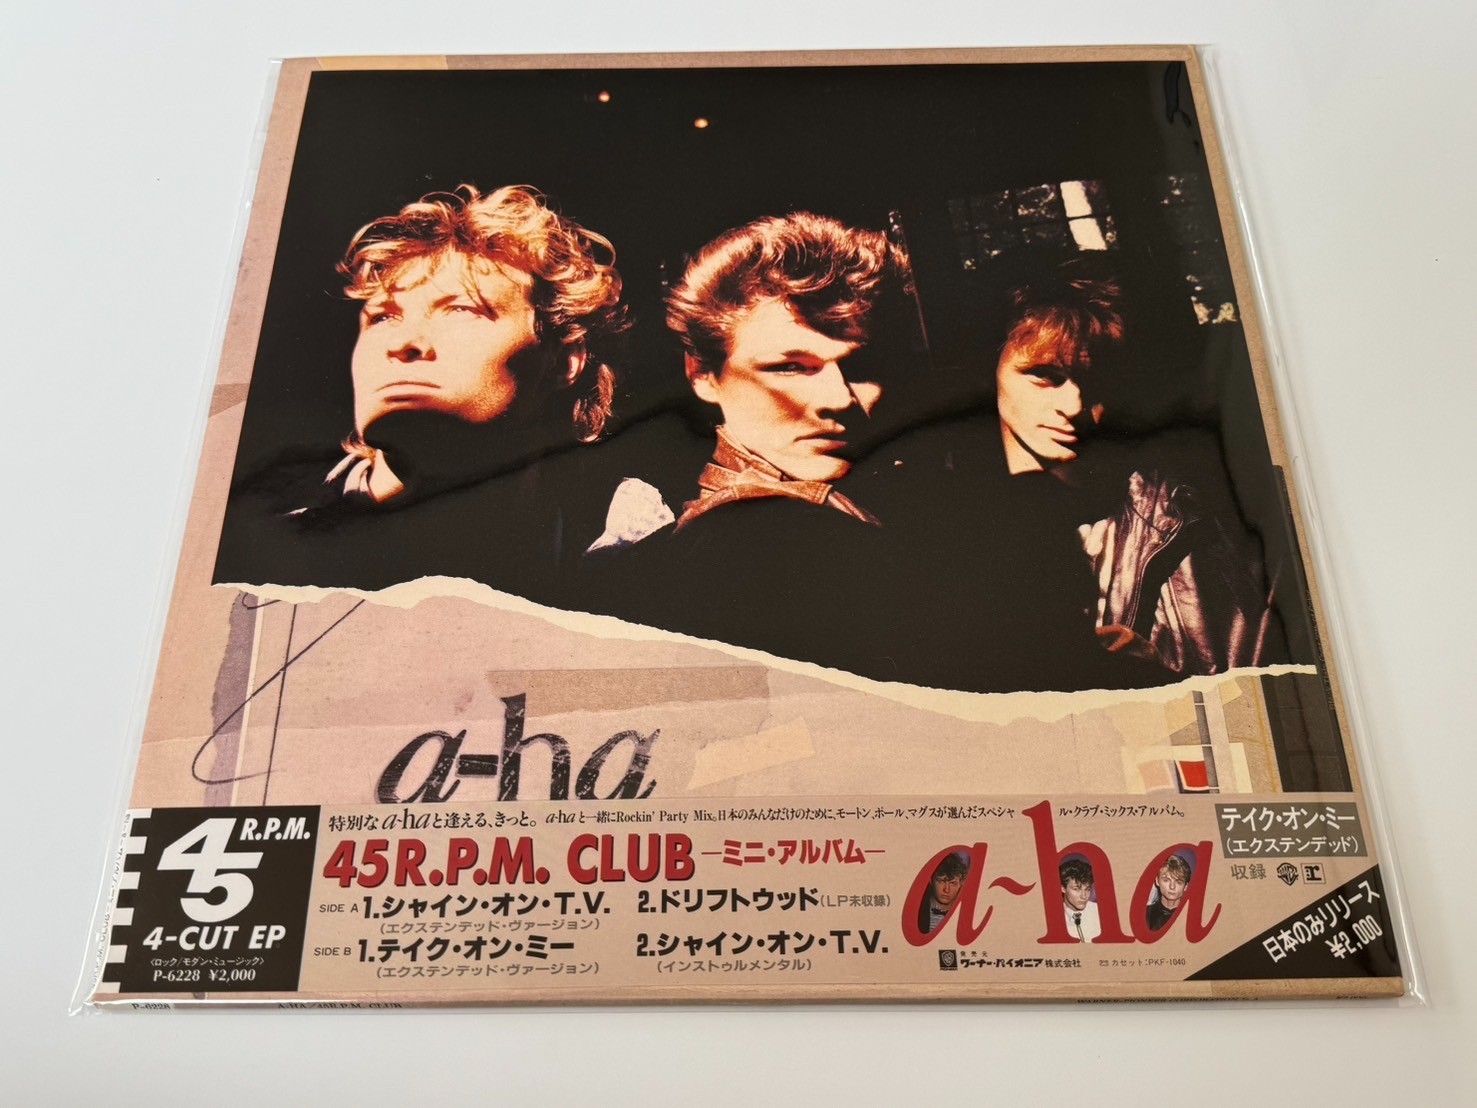 a-ha
45 R.P.M.
4-CUT EP
〈ロック/モダン・ミュージック〉
P-6228 ¥2,000
特別なa-haと逢える、きっと。 a-haと一緒にRockin' Party Mix。日本のみんなだけのために、モートン、ポール、マグスが選んだスペシャル・クラブ・ミックス・アルバム。
45R.P.M. CLUB —ミニ・アルバム—
SIDE A 1.シャイン・オン・T.V. 2.ドリフトウッド(LP未収録)
(エクステンデッド・ヴァージョン)
SIDE B 1.テイク・オン・ミー 2.シャイン・オン・T.V.
(エクステンデッド・ヴァージョン) (インストゥルメンタル)
a-ha
発売元 ワーナー・パイオニア株式会社 カセット:PKF-1040
テイク・オン・ミー
(エクステンデッド)
収録
日本のみリリース
¥2,000
P-6228 A-HA/45R.P.M. CLUB